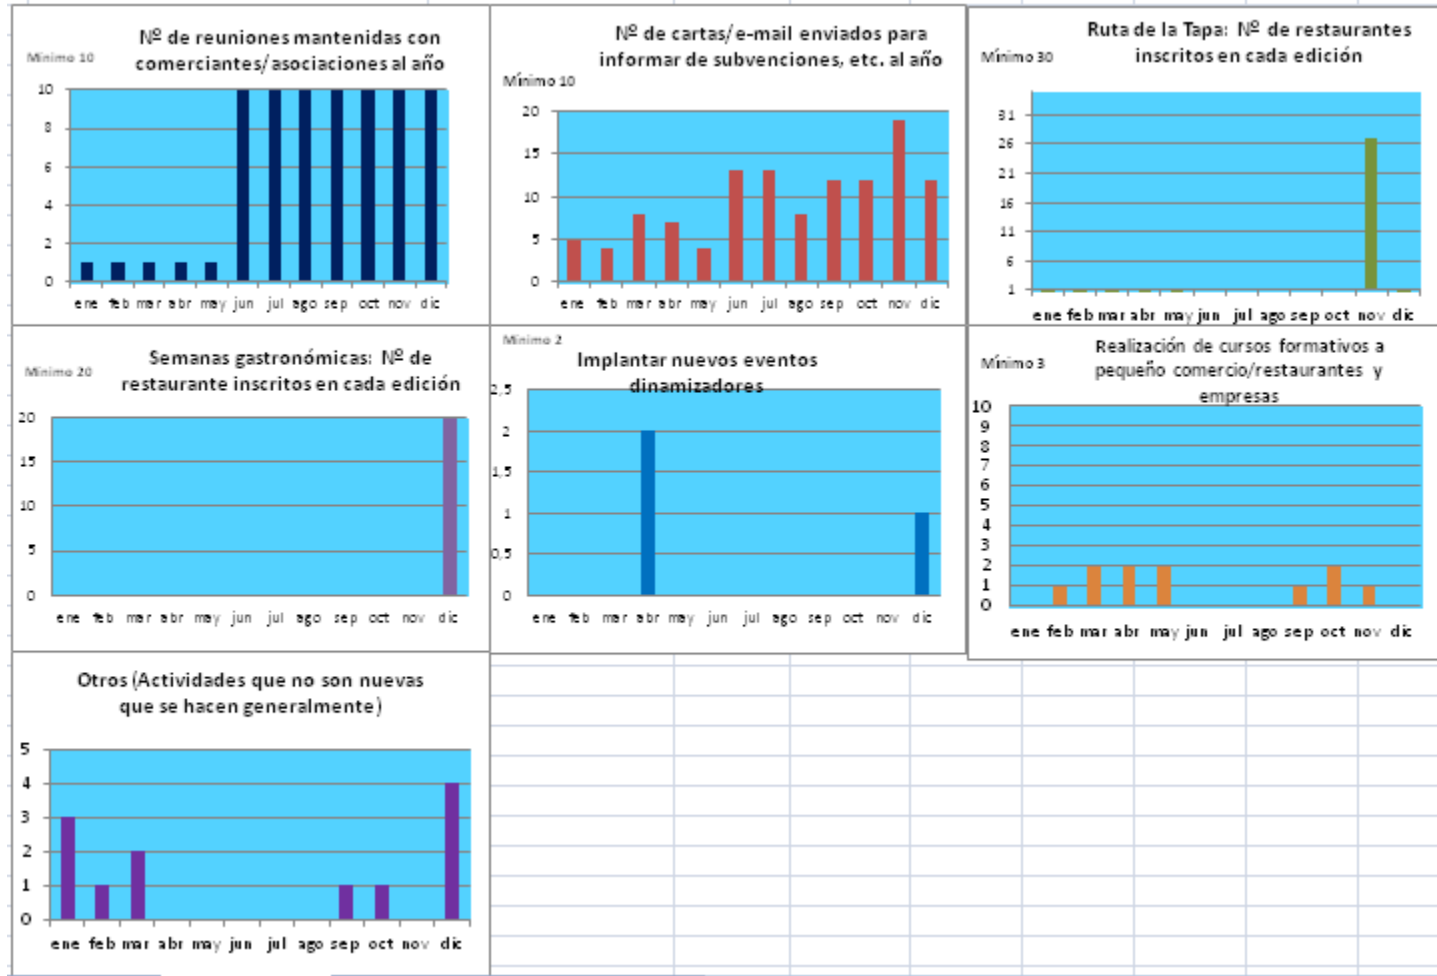 Nº de reuniones mantenidas con
comerciantes/asociaciones al año
Mínimo 10
10
8
6
4
2
0
ene feb mar abr may jun jul ago sep oct nov dic
Nº de cartas/e-mail enviados para
informar de subvenciones, etc. al año
Mínimo 10
20
15
10
5
0
ene feb mar abr may jun jul ago sep oct nov dic
Ruta de la Tapa: Nº de restaurantes
inscritos en cada edición
Mínimo 30
31
26
21
16
11
6
1
ene feb mar abr may jun jul ago sep oct nov dic
Semanas gastronómicas: Nº de
restaurante inscritos en cada edición
Mínimo 20
20
15
10
5
0
ene feb mar abr may jun jul ago sep oct nov dic
Mínimo 2
Implantar nuevos eventos
dinamizadores
2,5
2
1,5
1
0,5
0
ene feb mar abr may jun jul ago sep oct nov dic
Realización de cursos formativos a
pequeño comercio/restaurantes y
empresas
Mínimo 3
10
9
8
7
6
5
4
3
2
1
0
ene feb mar abr may jun jul ago sep oct nov dic
Otros (Actividades que no son nuevas
que se hacen generalmente)
5
4
3
2
1
0
ene feb mar abr may jun jul ago sep oct nov dic